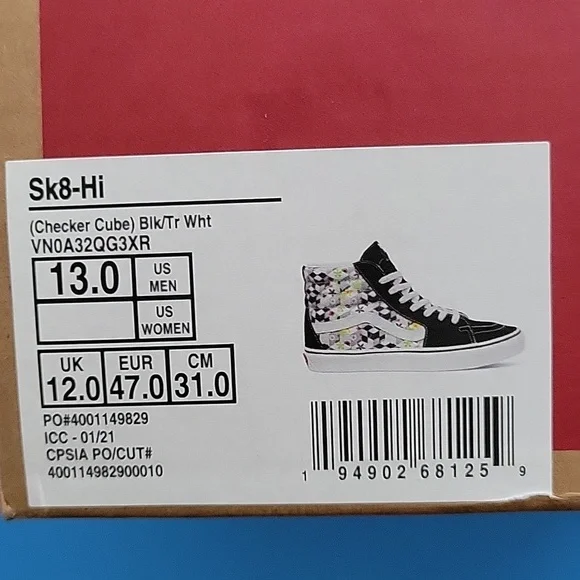 Sk8-Hi
(Checker Cube) Blk/Tr Wht
VN0A32QG3XR
13.0 US MEN
US WOMEN
UK EUR CM
12.0 47.0 31.0
PO#4001149829
ICC - 01/21
CPSIA PO/CUT#
400114982900010
1 94902 68125 9